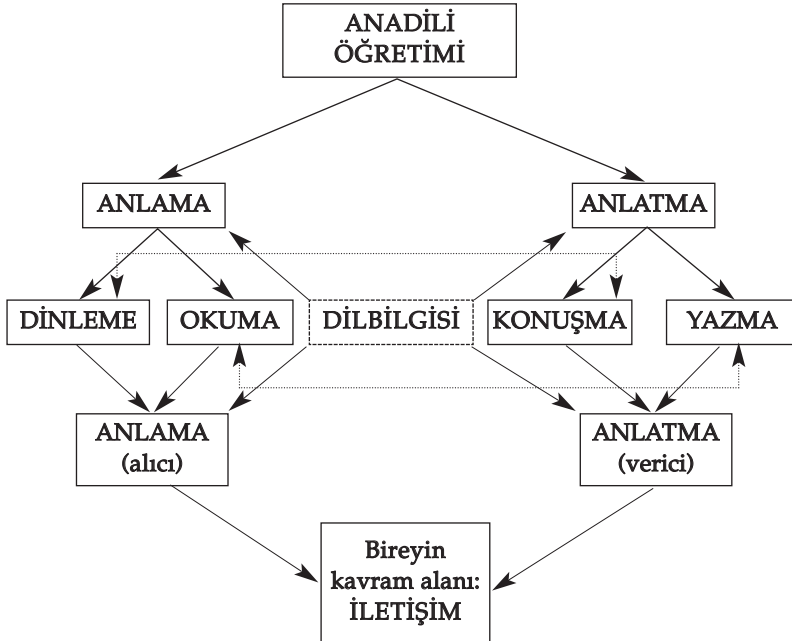 ANADİLİ
ÖĞRETİMİ
ANLAMA
ANLATMA
DİNLEME
OKUMA
DİLBİLGİSİ
KONUŞMA
YAZMA
ANLAMA
(alıcı)
ANLATMA
(verici)
Bireyin
kavram alanı:
İLETİŞİM